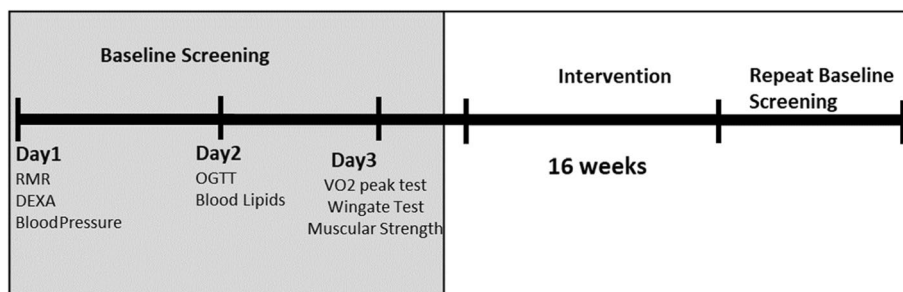 Baseline Screening
Intervention
Repeat Baseline
Screening
Day1
RMR
DEXA
BloodPressure
Day2
OGTT
Blood Lipids
Day3
VO2 peak test
Wingate Test
Muscular Strength
16 weeks